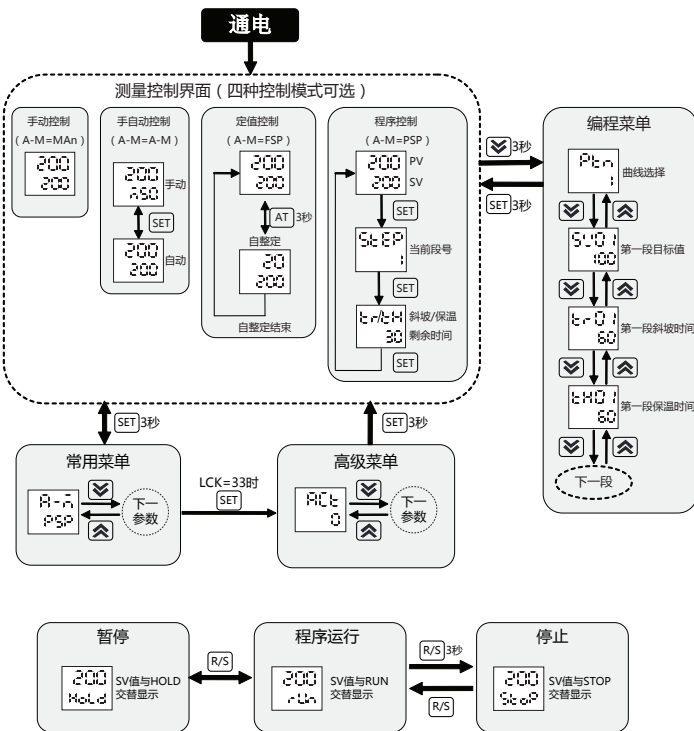 通电
测量控制界面（四种控制模式可选）
手动控制
（A-M=MAn）
200
200
手自动控制
（A-M=A-M）
200
手动
SET
200
200
自动
定值控制
（A-M=FSP）
200
200
AT 3秒
自整定
20
200
自整定结束
程序控制
（A-M=PSP）
200 PV
200 SV
SET
StEP
1
当前段号
SET
tr/tH
30
斜坡/保温
剩余时间
SET
3秒
SET 3秒
编程菜单
Ptn
1
曲线选择
SV01
100
第一段目标值
tr01
60
第一段斜坡时间
tH01
60
第一段保温时间
下一段
SET 3秒
SET 3秒
常用菜单
A-M
PSP
下一
参数
LCK=33时
SET
高级菜单
ACt
0
下一
参数
暂停
200
HoLd
SV值与HOLD
交替显示
R/S
程序运行
200
rUn
SV值与RUN
交替显示
R/S 3秒
R/S
停止
200
StoP
SV值与STOP
交替显示